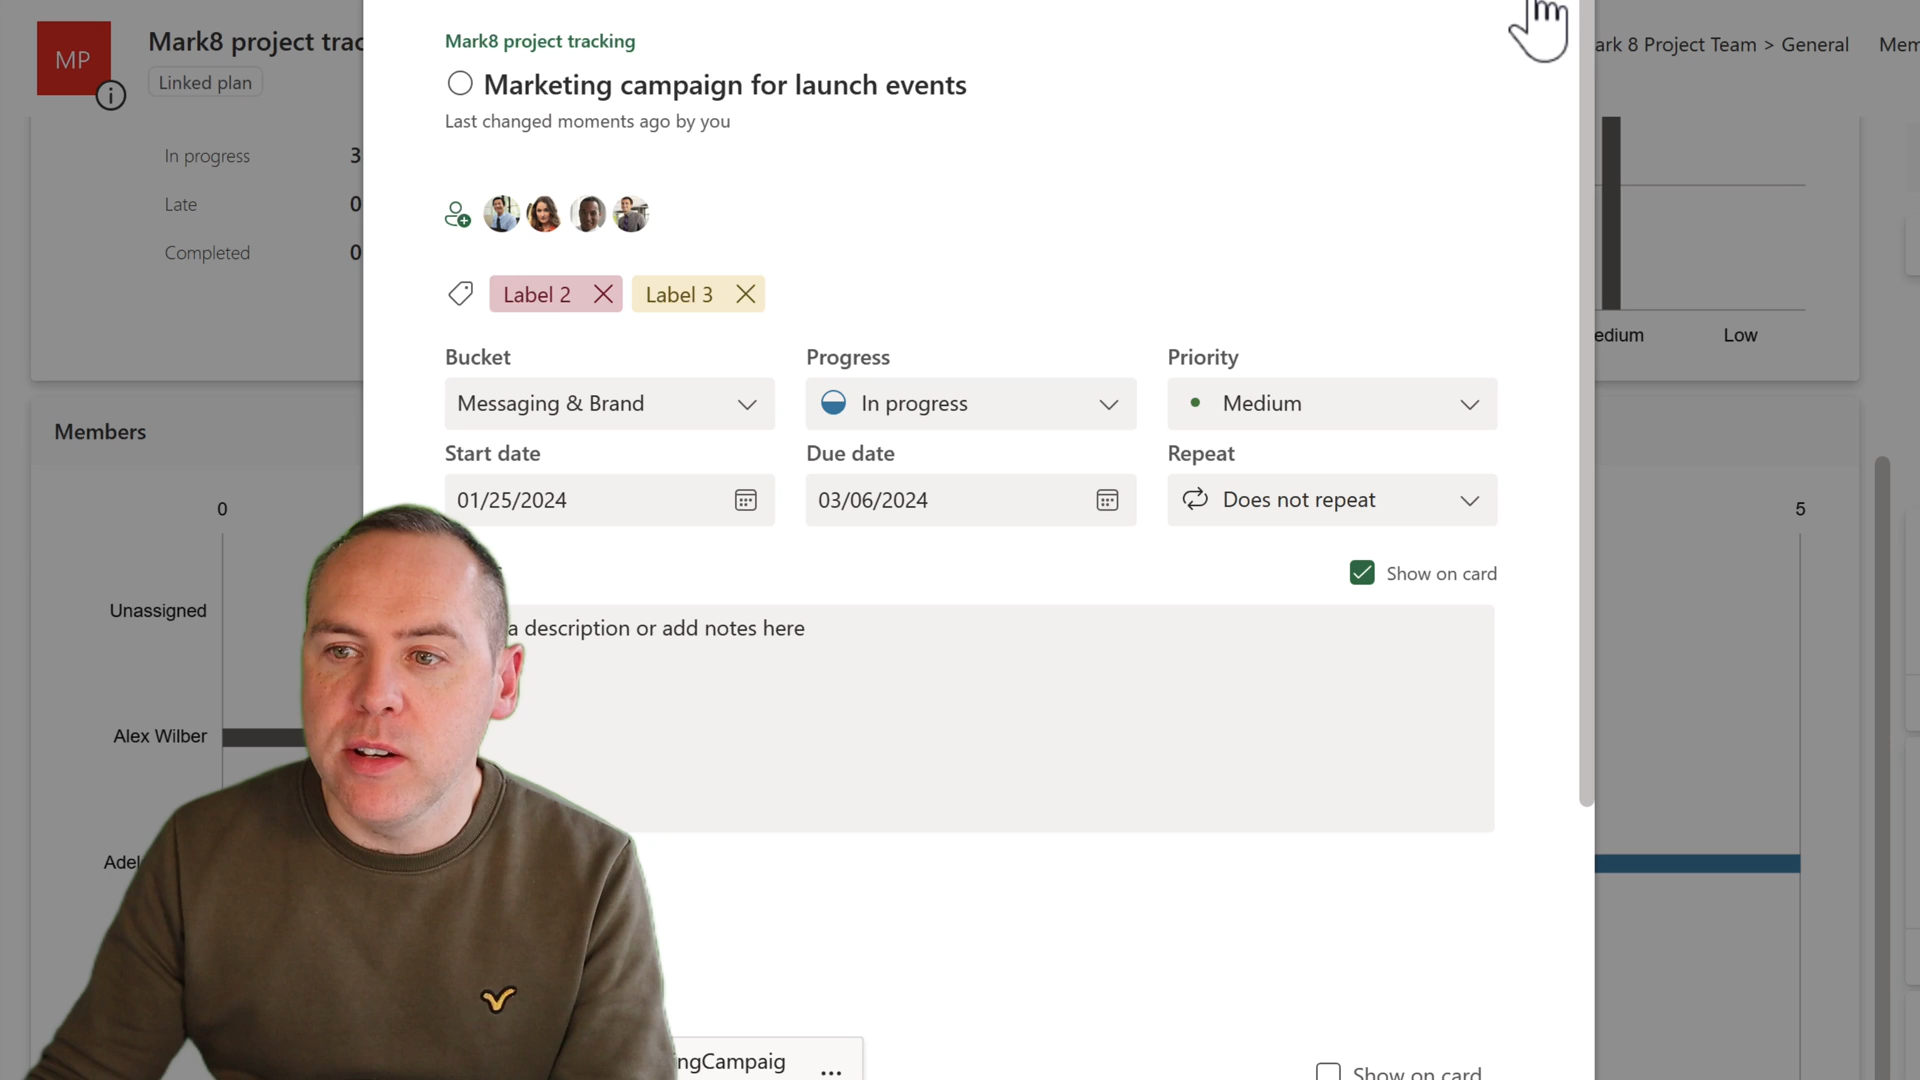 MP
Mark8 project trac
Linked plan
In progress 3
Late 0
Completed 0
Members
0
Unassigned
Alex Wilber
Adel
Mark8 project tracking
Marketing campaign for launch events
Last changed moments ago by you
Label 2
Label 3
Bucket
Progress
Priority
Messaging & Brand
In progress
Medium
Start date
Due date
Repeat
01/25/2024
03/06/2024
Does not repeat
Show on card
a description or add notes here
ngCampaig
...
Show on card
ark 8 Project Team > General
Mem
edium
Low
5